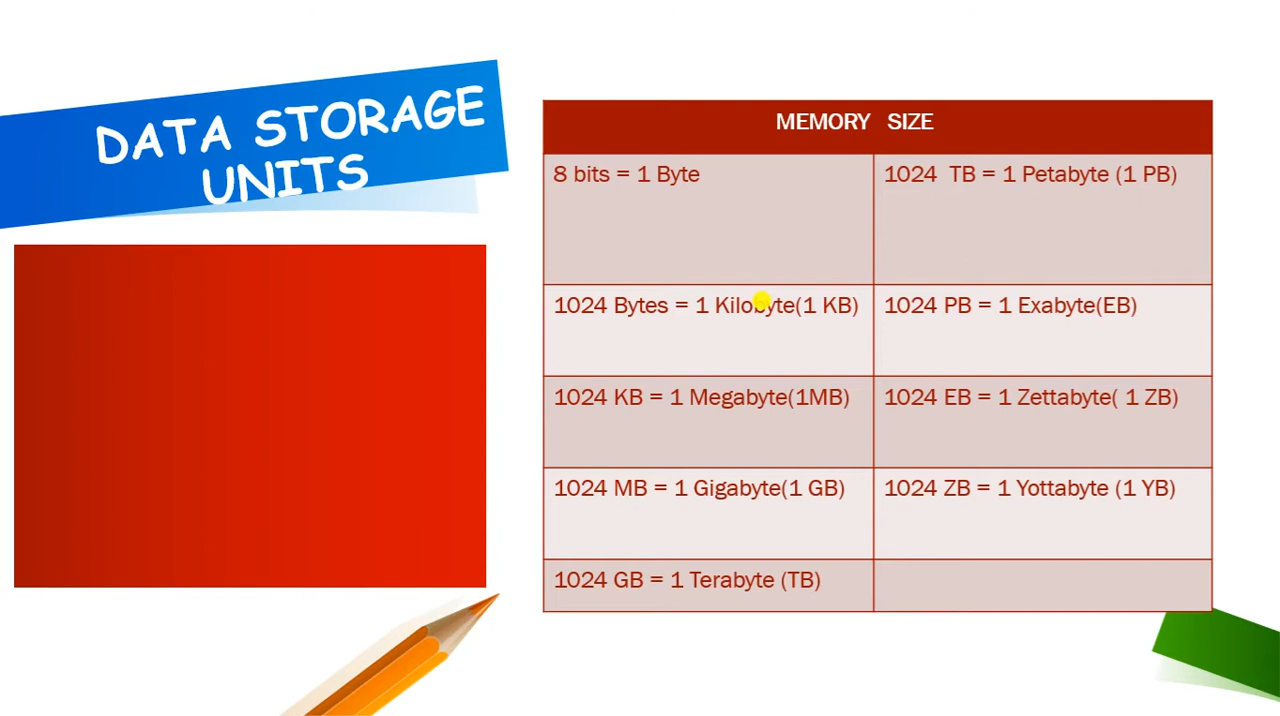 DATA STORAGE
UNITS
MEMORY SIZE
8 bits = 1 Byte
1024 TB = 1 Petabyte (1 PB)
1024 Bytes = 1 Kilobyte(1 KB)
1024 PB = 1 Exabyte(EB)
1024 KB = 1 Megabyte(1MB)
1024 EB = 1 Zettabyte( 1 ZB)
1024 MB = 1 Gigabyte(1 GB)
1024 ZB = 1 Yottabyte (1 YB)
1024 GB = 1 Terabyte (TB)